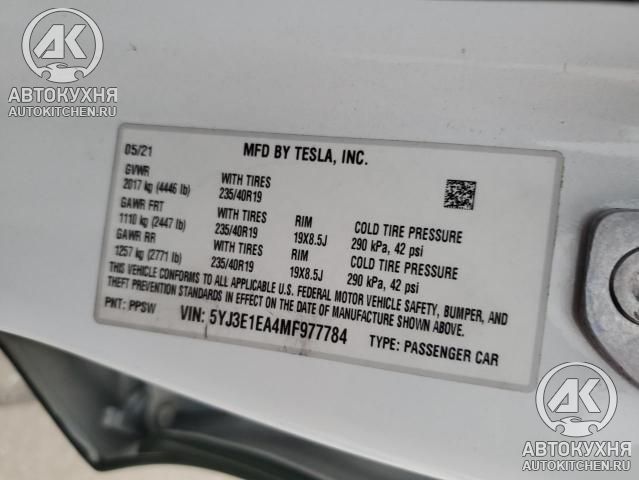 АК
АВТОКУХНЯ
AUTOKITCHEN.RU
05/21
MFD BY TESLA, INC.
GVWR
2017 kg (4446 lb)
WITH TIRES
235/40R19
GAWR FRT
1110 kg (2447 lb)
WITH TIRES
235/40R19
RIM
19X8.5J
COLD TIRE PRESSURE
290 kPa, 42 psi
GAWR RR
1257 kg (2771 lb)
WITH TIRES
235/40R19
RIM
19X8.5J
COLD TIRE PRESSURE
290 kPa, 42 psi
THIS VEHICLE CONFORMS TO ALL APPLICABLE U.S. FEDERAL MOTOR VEHICLE SAFETY, BUMPER, AND
THEFT PREVENTION STANDARDS IN EFFECT ON THE DATE OF MANUFACTURE SHOWN ABOVE.
PNT: PPSW
VIN: 5YJ3E1EA4MF977784
TYPE: PASSENGER CAR
АК
АВТОКУХНЯ
AUTOKITCHEN.RU